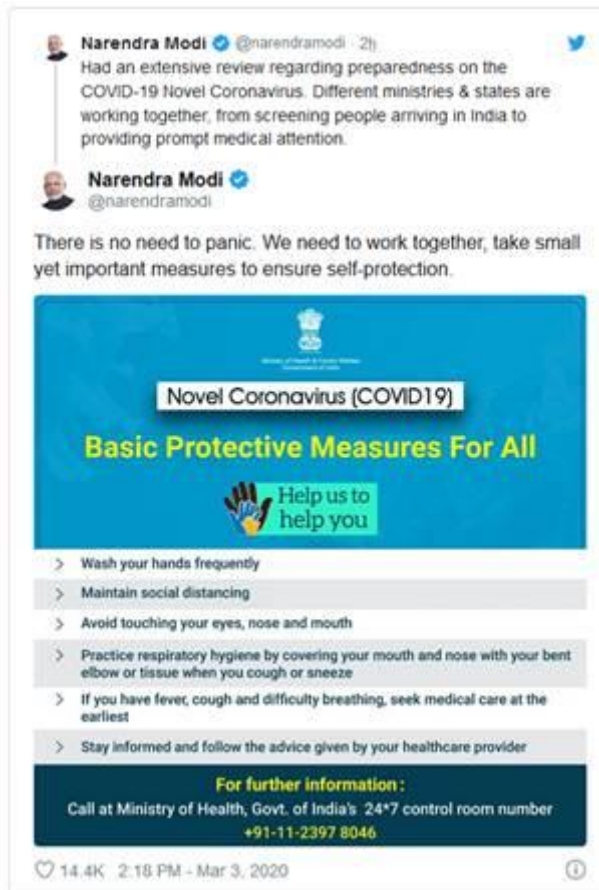 Narendra Modi @narendramodi · 2h
Had an extensive review regarding preparedness on the
COVID-19 Novel Coronavirus. Different ministries & states are
working together, from screening people arriving in India to
providing prompt medical attention.
Narendra Modi
@narendramodi
There is no need to panic. We need to work together, take small
yet important measures to ensure self-protection.
Ministry of Health & Family Welfare
Government of India
Novel Coronavirus (COVID19)
Basic Protective Measures For All
Help us to
help you
> Wash your hands frequently
> Maintain social distancing
> Avoid touching your eyes, nose and mouth
> Practice respiratory hygiene by covering your mouth and nose with your bent
elbow or tissue when you cough or sneeze
> If you have fever, cough and difficulty breathing, seek medical care at the
earliest
> Stay informed and follow the advice given by your healthcare provider
For further information :
Call at Ministry of Health, Govt. of India's 24*7 control room number
+91-11-2397 8046
14.4K 2:18 PM - Mar 3, 2020